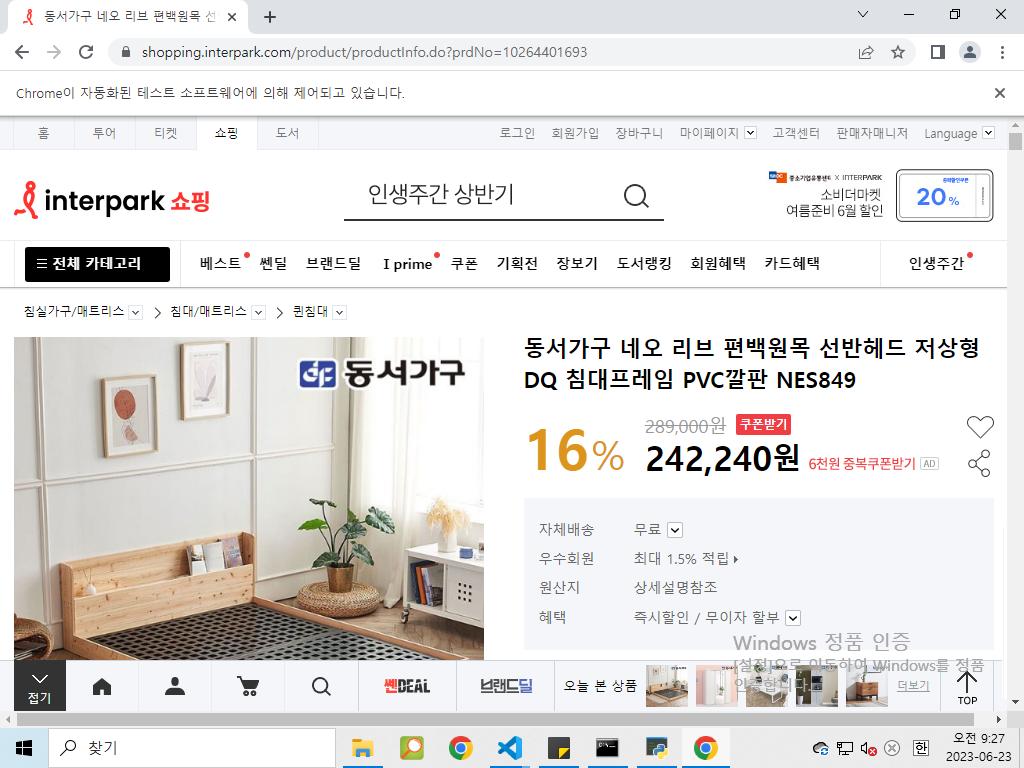 동서가구 네오 리브 편백원목 선
shopping.interpark.com/product/productInfo.do?prdNo=10264401693
Chrome이 자동화된 테스트 소프트웨어에 의해 제어되고 있습니다.
홈 투어 티켓 쇼핑 도서 로그인 회원가입 장바구니 마이페이지 고객센터 판매자매니저 Language
interpark 쇼핑
인생주간 상반기
중소기업유통센터 X INTERPARK
소비더마켓
여름준비 6월 할인
20%
전체 카테고리 베스트 쎈딜 브랜드딜 I prime 쿠폰 기획전 장보기 도서랭킹 회원혜택 카드혜택 인생주간
침실가구/매트리스 침대/매트리스 퀸침대
동서가구
동서가구 네오 리브 편백원목 선반헤드 저상형
DQ 침대프레임 PVC깔판 NES849
16%
289,000원 쿠폰받기
242,240원 6천원 중복쿠폰받기 AD
자체배송 무료
우수회원 최대 1.5% 적립
원산지 상세설명참조
혜택 즉시할인 / 무이자 할부
Windows 정품 인증
[설정]으로 이동하여 Windows를 정품
인증합니다.
접기
쎈DEAL 브랜드딜 오늘 본 상품 더보기
TOP
찾기
한
오전 9:27
2023-06-23